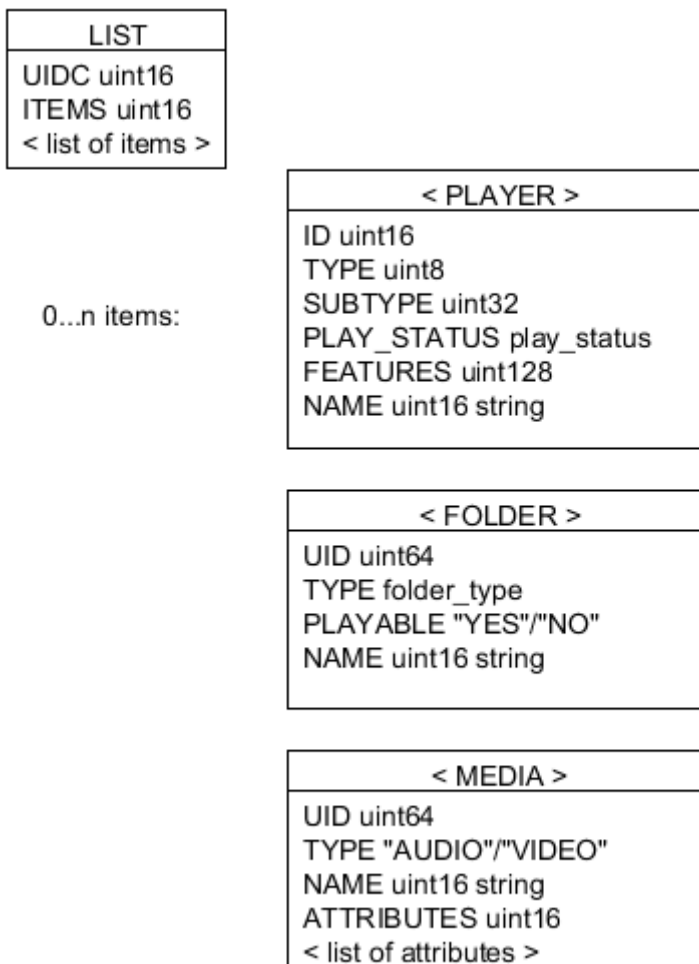 LIST
UIDC uint16
ITEMS uint16
< list of items >
< PLAYER >
ID uint16
TYPE uint8
SUBTYPE uint32
PLAY_STATUS play_status
FEATURES uint128
NAME uint16 string
0...n items:
< FOLDER >
UID uint64
TYPE folder_type
PLAYABLE "YES"/"NO"
NAME uint16 string
< MEDIA >
UID uint64
TYPE "AUDIO"/"VIDEO"
NAME uint16 string
ATTRIBUTES uint16
< list of attributes >